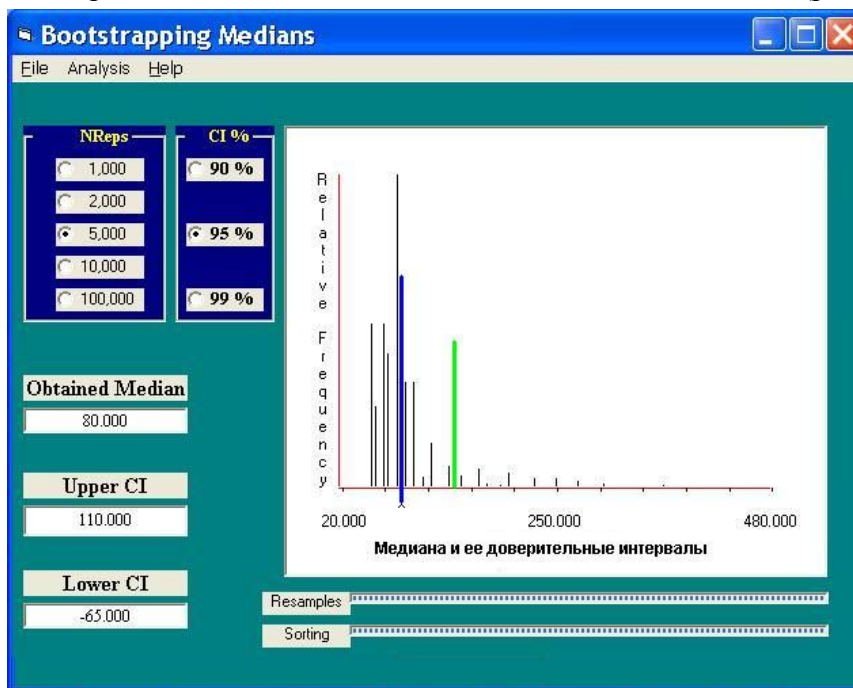 Bootstrapping Medians
File Analysis Help
NReps
1,000
2,000
5,000
10,000
100,000
CI %
90 %
95 %
99 %
Obtained Median
80.000
Upper CI
110.000
Lower CI
-65.000
Relative Frequency
20.000 250.000 480.000
Медиана и ее доверительные интервалы
Resamples
Sorting